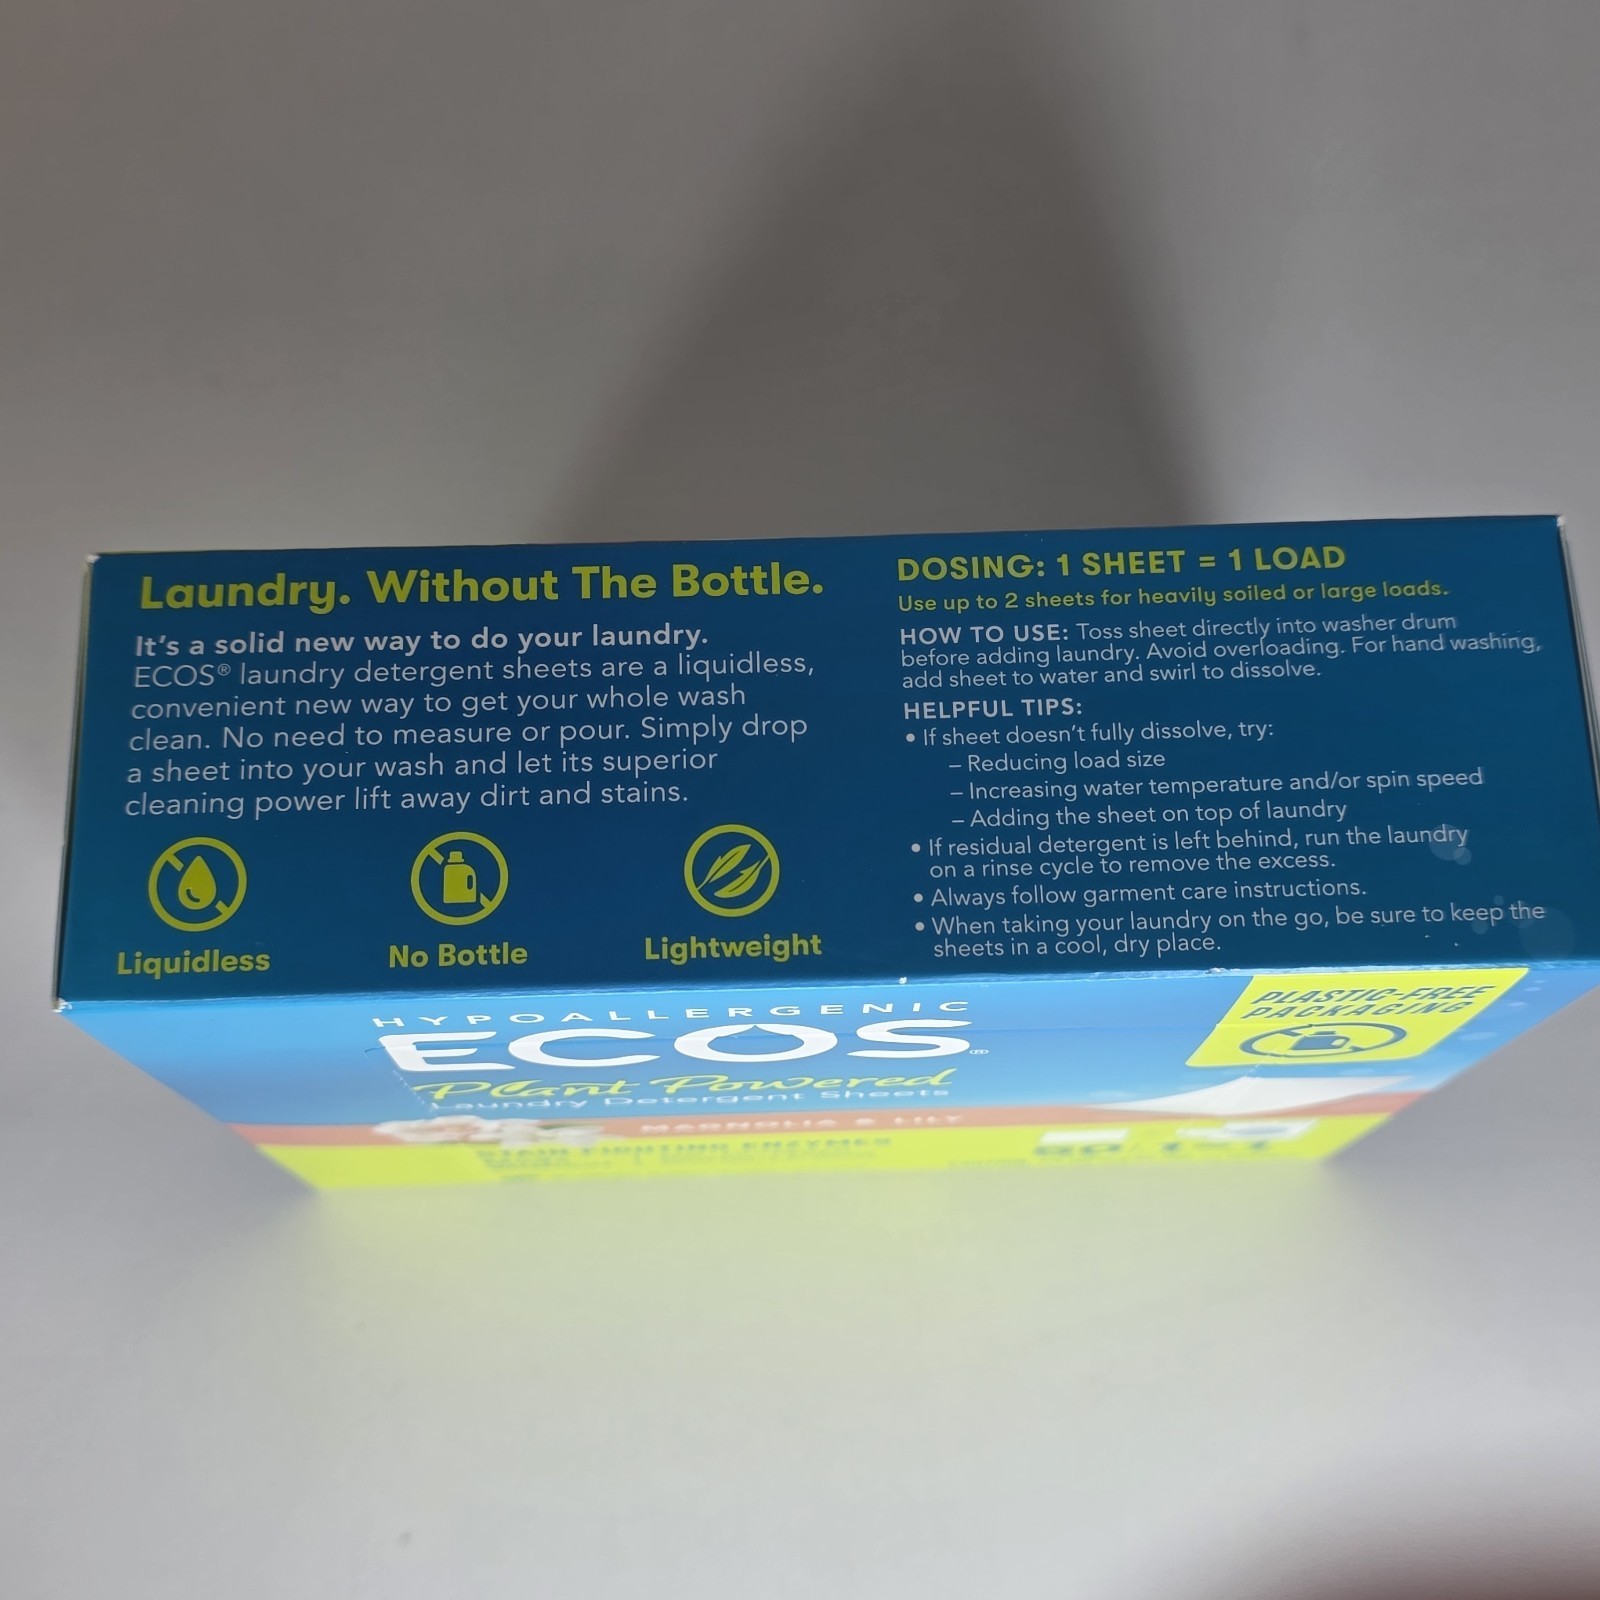 Laundry. Without The Bottle.
It's a solid new way to do your laundry.
ECOS® laundry detergent sheets are a liquidless,
convenient new way to get your whole wash
clean. No need to measure or pour. Simply drop
a sheet into your wash and let its superior
cleaning power lift away dirt and stains.
Liquidless
No Bottle
Lightweight
DOSING: 1 SHEET = 1 LOAD
Use up to 2 sheets for heavily soiled or large loads.
HOW TO USE: Toss sheet directly into washer drum
before adding laundry. Avoid overloading. For hand washing,
add sheet to water and swirl to dissolve.
HELPFUL TIPS:
• If sheet doesn't fully dissolve, try:
– Reducing load size
– Increasing water temperature and/or spin speed
– Adding the sheet on top of laundry
• If residual detergent is left behind, run the laundry
on a rinse cycle to remove the excess.
• Always follow garment care instructions.
• When taking your laundry on the go, be sure to keep the
sheets in a cool, dry place.
HYPOALLERGENIC
ECOS®
Plant Powered
Laundry Detergent Sheets
MAGNOLIA & LILY
STAIN FIGHTING ENZYMES
PLASTIC-FREE
PACKAGING